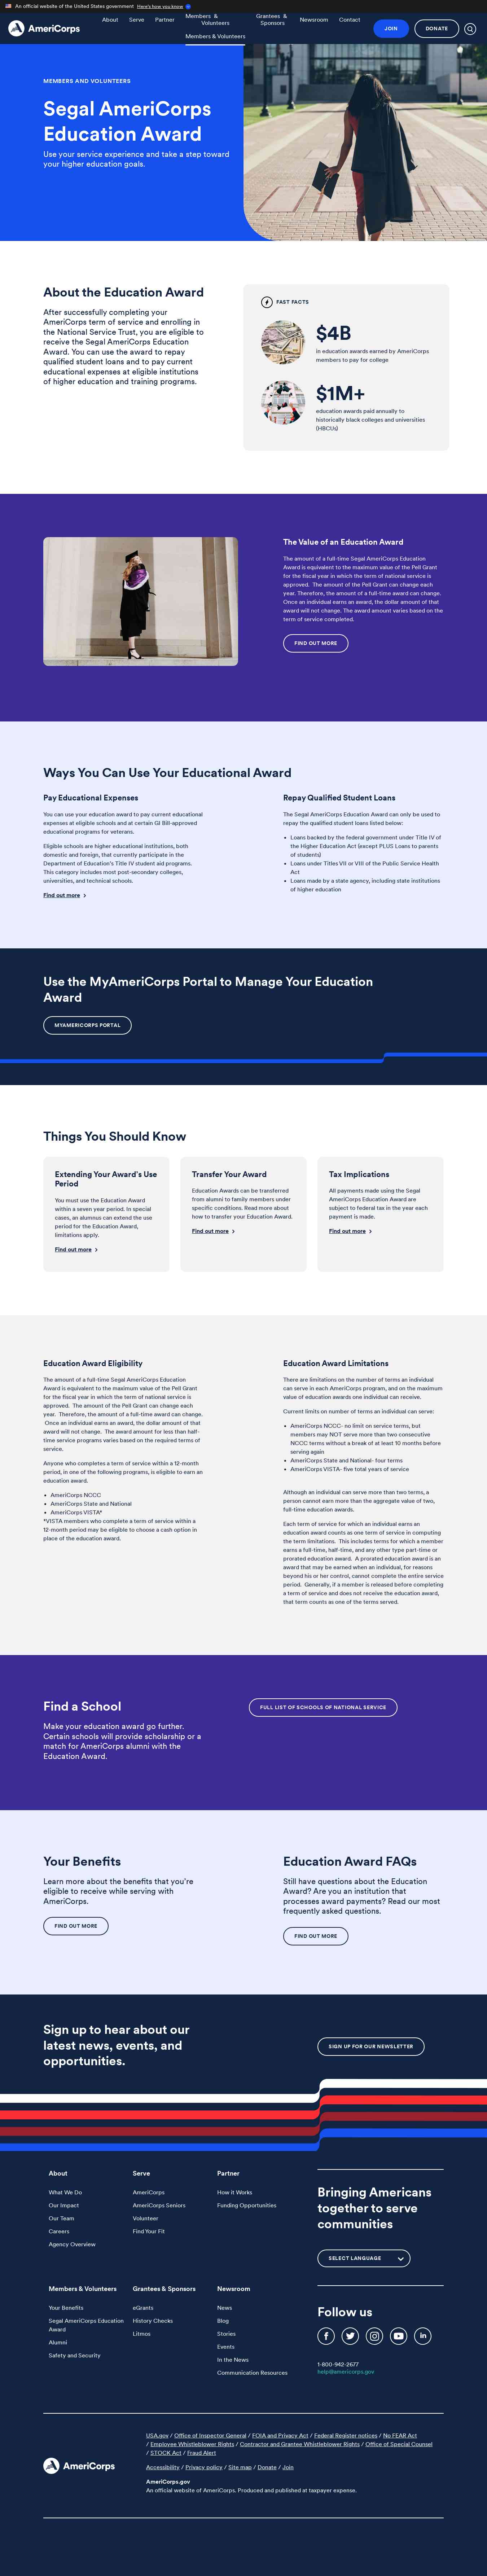 An official website of the United States government Here's how you know
AmeriCorps
About
Serve
Partner
Members &
Volunteers
Members & Volunteers
Grantees &
Sponsors
Newsroom
Contact
JOIN
DONATE
MEMBERS AND VOLUNTEERS
Segal AmeriCorps
Education Award
Use your service experience and take a step toward
your higher education goals.
About the Education Award
After successfully completing your
AmeriCorps term of service and enrolling in
the National Service Trust, you are eligible to
receive the Segal AmeriCorps Education
Award. You can use the award to repay
qualified student loans and to pay current
educational expenses at eligible institutions
of higher education and training programs.
FAST FACTS
$4B
in education awards earned by AmeriCorps
members to pay for college
$1M+
education awards paid annually to
historically black colleges and universities
(HBCUs)
The Value of an Education Award
The amount of a full-time Segal AmeriCorps Education
Award is equivalent to the maximum value of the Pell Grant
for the fiscal year in which the term of national service is
approved. The amount of the Pell Grant can change each
year. Therefore, the amount of a full-time award can change.
Once an individual earns an award, the dollar amount of that
award will not change. The award amount varies based on the
term of service completed.
FIND OUT MORE
Ways You Can Use Your Educational Award
Pay Educational Expenses
You can use your education award to pay current educational
expenses at eligible schools and at certain GI Bill-approved
educational programs for veterans.
Eligible schools are higher educational institutions, both
domestic and foreign, that currently participate in the
Department of Education's Title IV student aid programs.
This category includes most post-secondary colleges,
universities, and technical schools.
Find out more
Repay Qualified Student Loans
The Segal AmeriCorps Education Award can only be used to
repay the qualified student loans listed below:
• Loans backed by the federal government under Title IV of
the Higher Education Act (except PLUS Loans to parents
of students)
• Loans under Titles VII or VIII of the Public Service Health
Act
• Loans made by a state agency, including state institutions
of higher education
Use the MyAmeriCorps Portal to Manage Your Education
Award
MYAMERICORPS PORTAL
Things You Should Know
Extending Your Award's Use
Period
You must use the Education Award
within a seven year period. In special
cases, an alumnus can extend the use
period for the Education Award,
limitations apply.
Find out more
Transfer Your Award
Education Awards can be transferred
from alumni to family members under
specific conditions. Read more about
how to transfer your Education Award.
Find out more
Tax Implications
All payments made using the Segal
AmeriCorps Education Award are
subject to federal tax in the year each
payment is made.
Find out more
Education Award Eligibility
The amount of a full-time Segal AmeriCorps Education
Award is equivalent to the maximum value of the Pell Grant
for the fiscal year in which the term of national service is
approved. The amount of the Pell Grant can change each
year. Therefore, the amount of a full-time award can change.
Once an individual earns an award, the dollar amount of that
award will not change. The award amount for less than half-
time service programs varies based on the required terms of
service.
Anyone who completes a term of service within a 12-month
period, in one of the following programs, is eligible to earn an
education award.
• AmeriCorps NCCC
• AmeriCorps State and National
• AmeriCorps VISTA*
*VISTA members who complete a term of service within a
12-month period may be eligible to choose a cash option in
place of the education award.
Education Award Limitations
There are limitations on the number of terms an individual
can serve in each AmeriCorps program, and on the maximum
value of education awards one individual can receive.
Current limits on number of terms an individual can serve:
• AmeriCorps NCCC- no limit on service terms, but
members may NOT serve more than two consecutive
NCCC terms without a break of at least 10 months before
serving again
• AmeriCorps State and National- four terms
• AmeriCorps VISTA- five total years of service
Although an individual can serve more than two terms, a
person cannot earn more than the aggregate value of two,
full-time education awards.
Each term of service for which an individual earns an
education award counts as one term of service in computing
the term limitations. This includes terms for which a member
earns a full-time, half-time, and any other type part-time or
prorated education award. A prorated education award is an
award that may be earned when an individual, for reasons
beyond his or her control, cannot complete the entire service
period. Generally, if a member is released before completing
a term of service and does not receive the education award,
that term counts as one of the terms served.
Find a School
Make your education award go further.
Certain schools will provide scholarship or a
match for AmeriCorps alumni with the
Education Award.
FULL LIST OF SCHOOLS OF NATIONAL SERVICE
Your Benefits
Learn more about the benefits that you're
eligible to receive while serving with
AmeriCorps.
FIND OUT MORE
Education Award FAQs
Still have questions about the Education
Award? Are you an institution that
processes award payments? Read our most
frequently asked questions.
FIND OUT MORE
Sign up to hear about our
latest news, events, and
opportunities.
SIGN UP FOR OUR NEWSLETTER
About
What We Do
Our Impact
Our Team
Careers
Agency Overview
Serve
AmeriCorps
AmeriCorps Seniors
Volunteer
Find Your Fit
Partner
How it Works
Funding Opportunities
Bringing Americans
together to serve
communities
SELECT LANGUAGE
Members & Volunteers
Your Benefits
Segal AmeriCorps Education
Award
Alumni
Safety and Security
Grantees & Sponsors
eGrants
History Checks
Litmos
Newsroom
News
Blog
Stories
Events
In the News
Communication Resources
Follow us
1-800-942-2677
help@americorps.gov
AmeriCorps
USA.gov / Office of Inspector General / FOIA and Privacy Act / Federal Register notices / No FEAR Act
/ Employee Whistleblower Rights / Contractor and Grantee Whistleblower Rights / Office of Special Counsel
/ STOCK Act / Fraud Alert
Accessibility / Privacy policy / Site map / Donate / Join
AmeriCorps.gov
An official website of AmeriCorps. Produced and published at taxpayer expense.